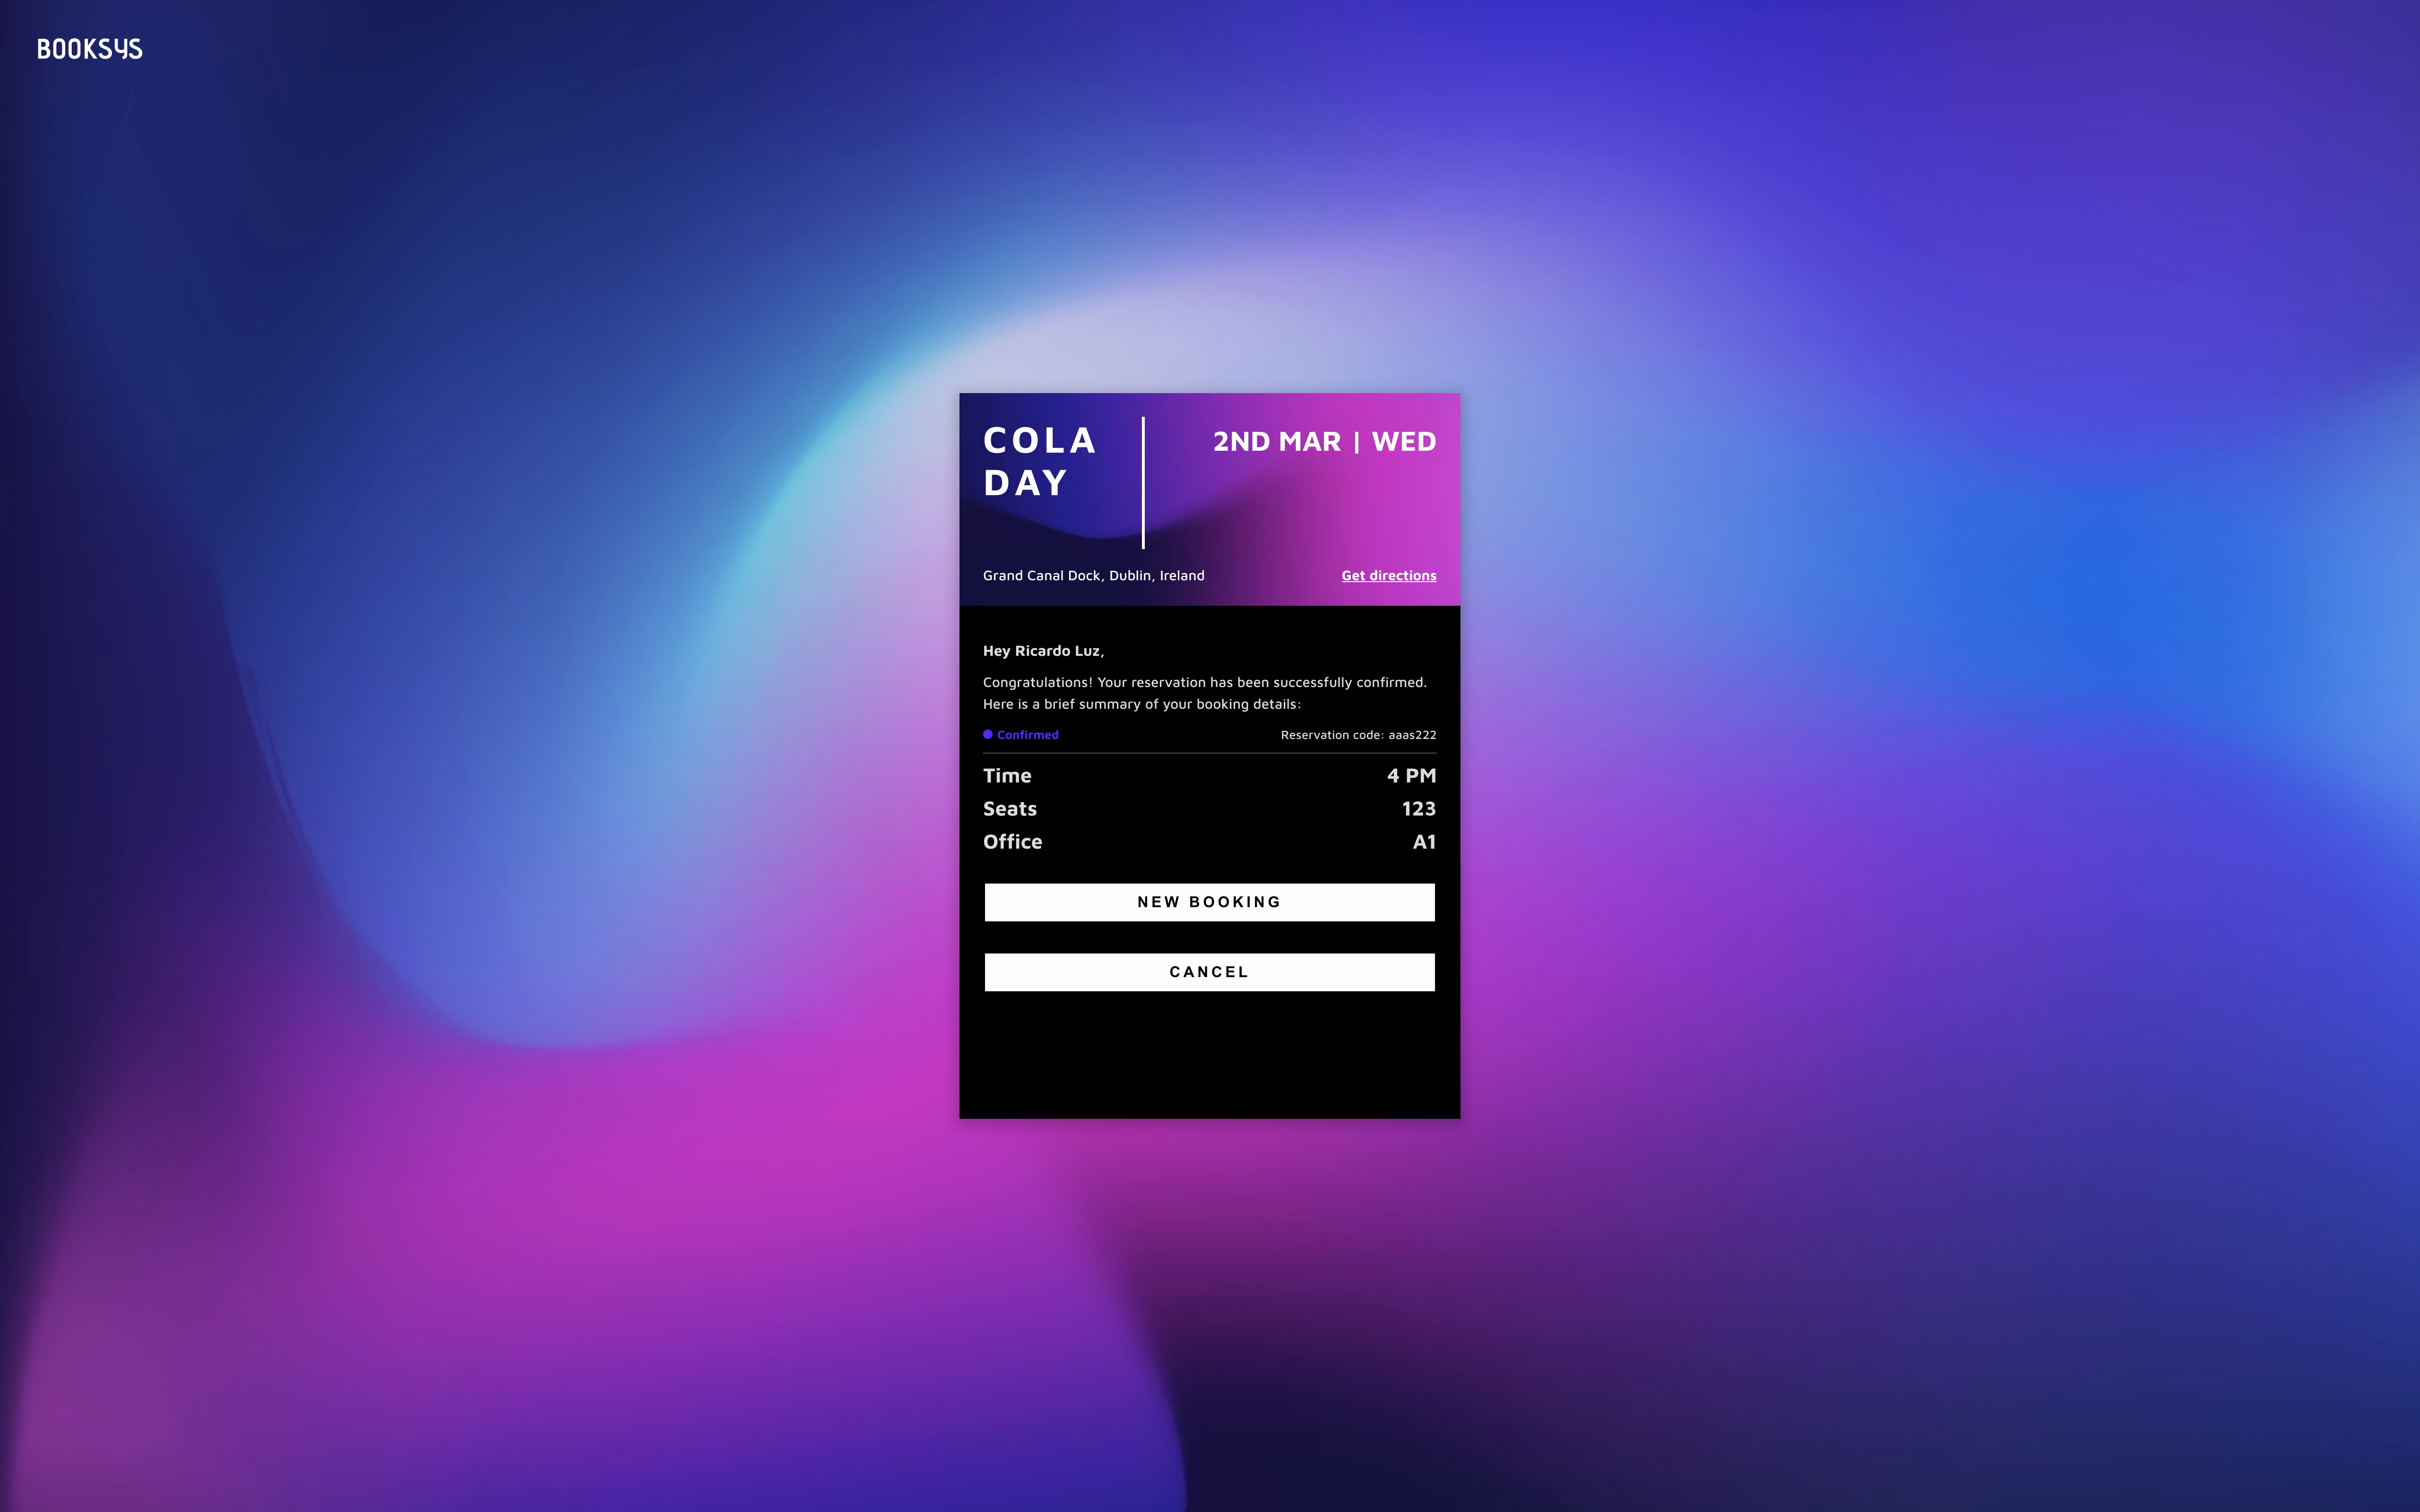 BOOKSYS
COLA
DAY
2ND MAR | WED
Grand Canal Dock, Dublin, Ireland
Get directions
Hey Ricardo Luz,
Congratulations! Your reservation has been successfully confirmed.
Here is a brief summary of your booking details:
Confirmed
Reservation code: aaas222
Time 4 PM
Seats 123
Office A1
NEW BOOKING
CANCEL